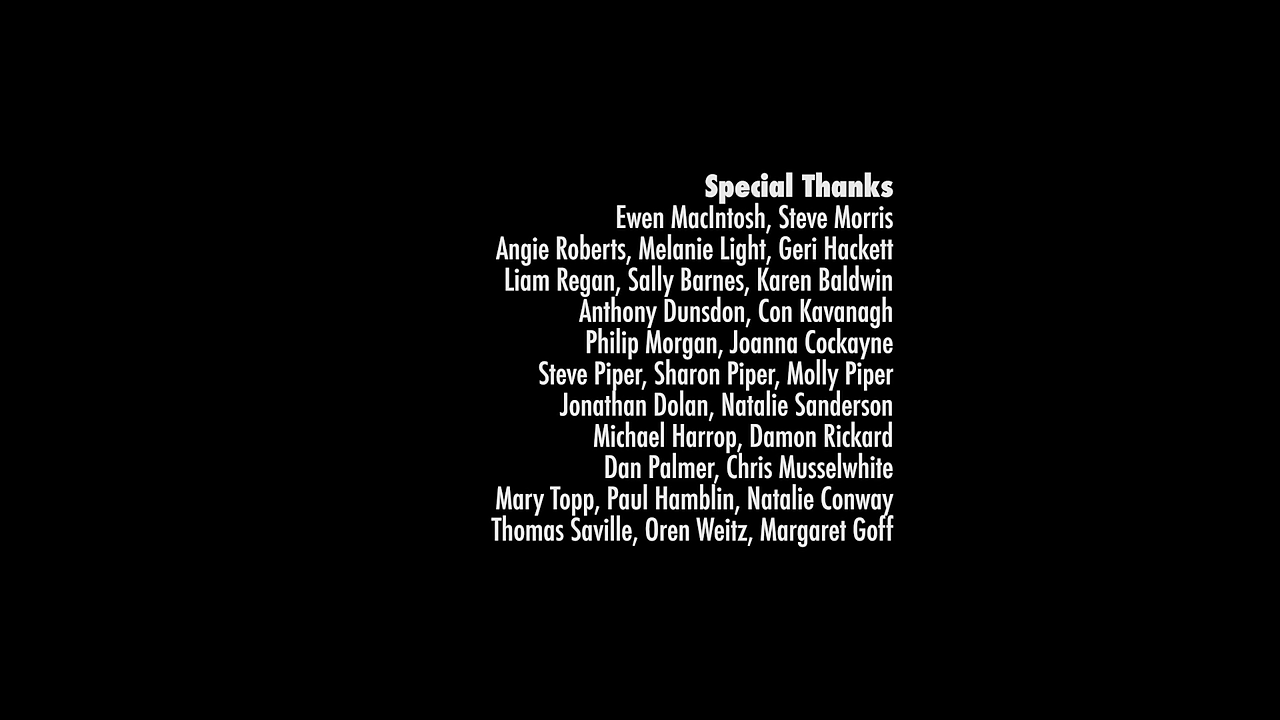 Special Thanks
Ewen MacIntosh, Steve Morris
Angie Roberts, Melanie Light, Geri Hackett
Liam Regan, Sally Barnes, Karen Baldwin
Anthony Dunsdon, Con Kavanagh
Philip Morgan, Joanna Cockayne
Steve Piper, Sharon Piper, Molly Piper
Jonathan Dolan, Natalie Sanderson
Michael Harrop, Damon Rickard
Dan Palmer, Chris Musselwhite
Mary Topp, Paul Hamblin, Natalie Conway
Thomas Saville, Oren Weitz, Margaret Goff